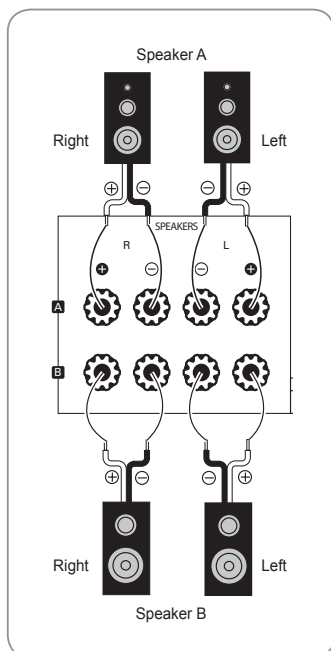 Speaker A
Right Left
⊕ ⊖ ⊖ ⊕
SPEAKERS
R L
+ ⊖ ⊖ +
A
B
⊕ ⊖ ⊖ ⊕
Right Left
Speaker B